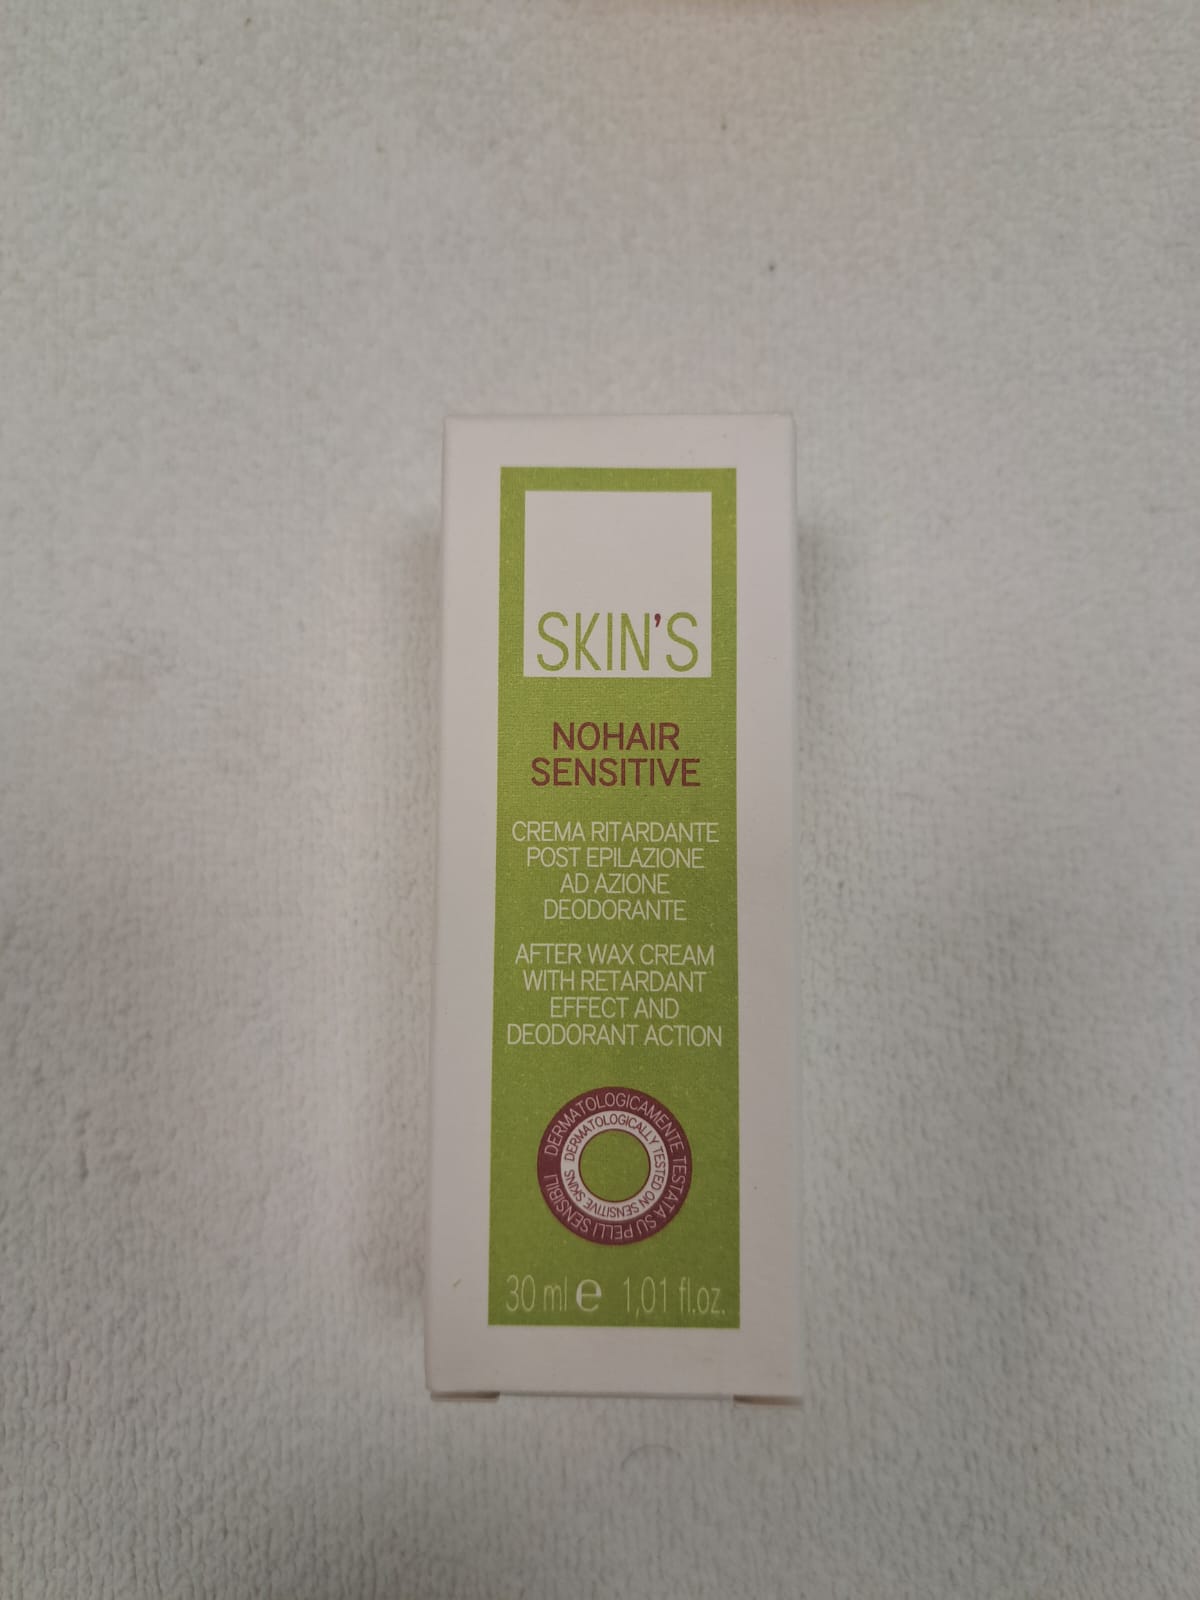 SKIN'S
NOHAIR
SENSITIVE
CREMA RITARDANTE
POST EPILAZIONE
AD AZIONE
DEODORANTE
AFTER WAX CREAM
WITH RETARDANT
EFFECT AND
DEODORANT ACTION
DERMATOLOGICAMENTE TESTATA SU PELLI SENSIBILI
DERMATOLOGICALLY TESTED ON SENSITIVE SKINS
30 ml e 1,01 fl.oz.